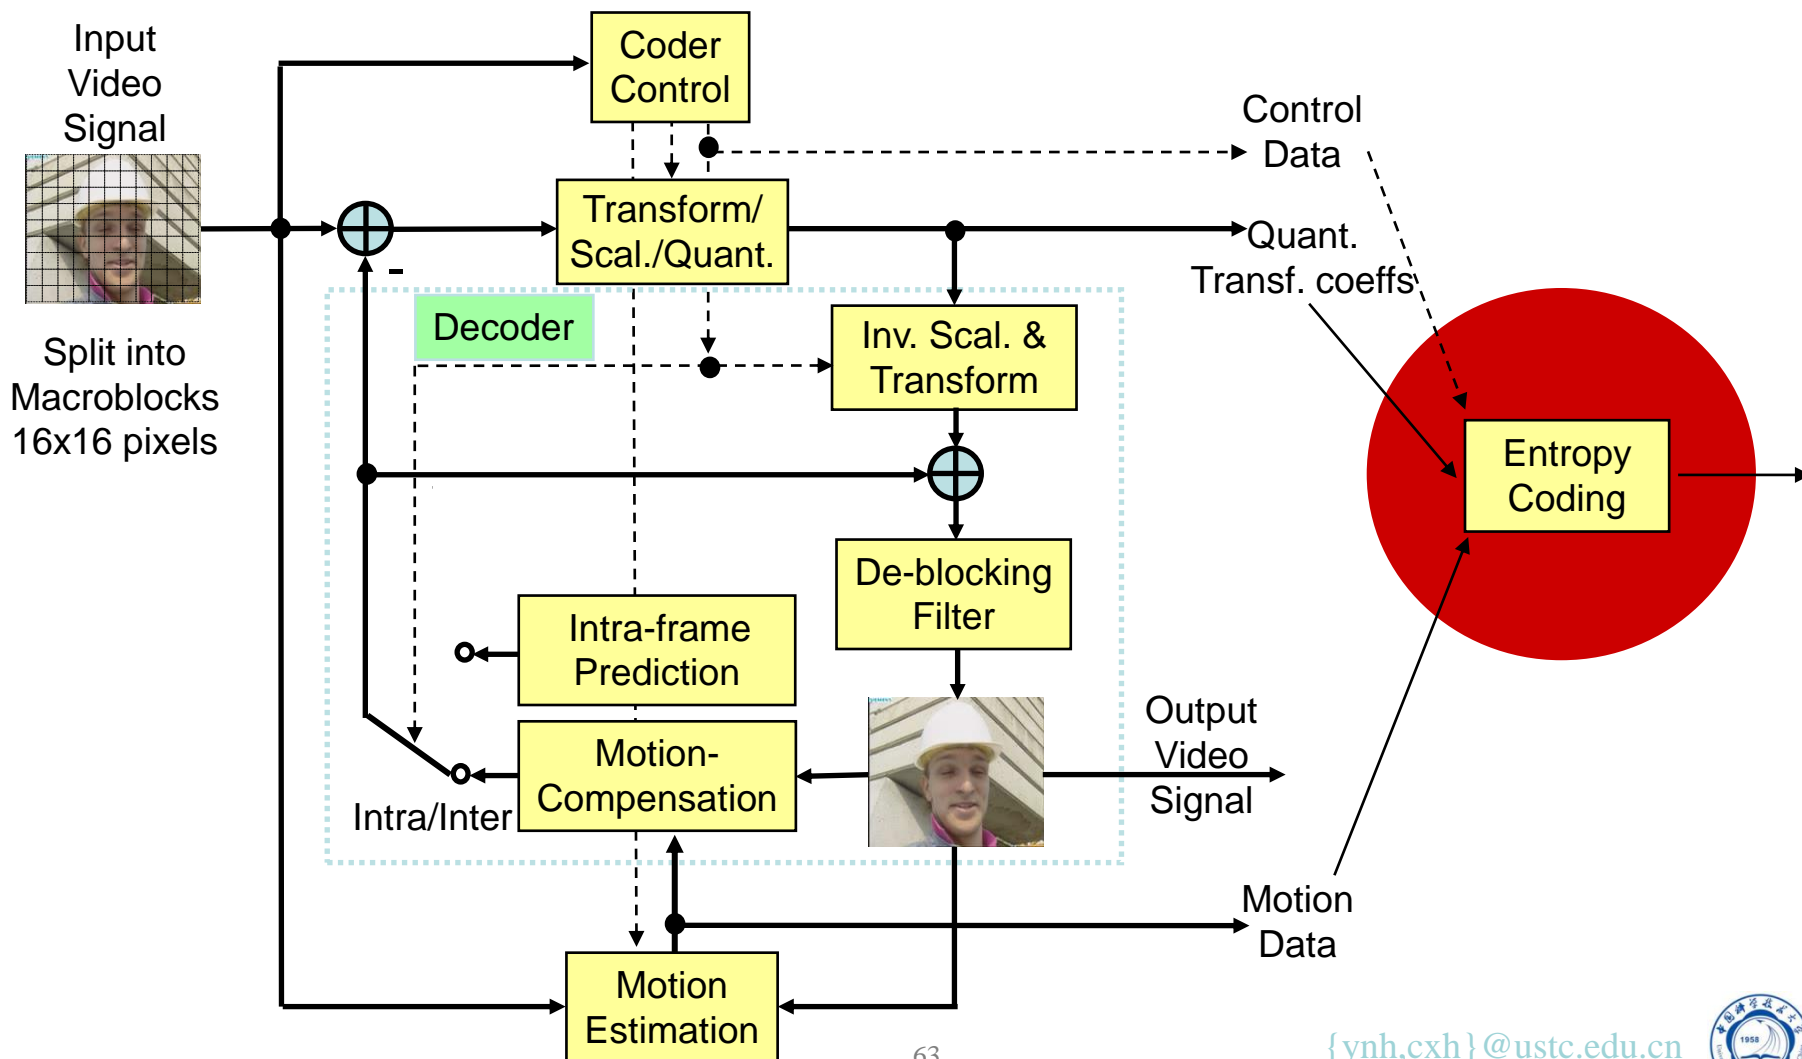 Input
Video
Signal
Split into
Macroblocks
16x16 pixels
Coder
Control
Transform/
Scal./Quant.
Decoder
Inv. Scal. &
Transform
De-blocking
Filter
Intra-frame
Prediction
Motion-
Compensation
Intra/Inter
Motion
Estimation
-
Control
Data
Quant.
Transf. coeffs
Entropy
Coding
Output
Video
Signal
Motion
Data
63
{ynh,cxh}@ustc.edu.cn
1958